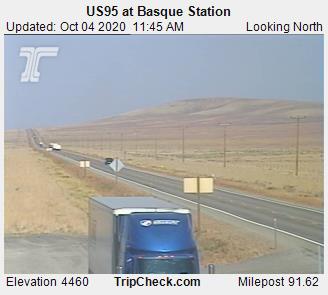 US95 at Basque Station
Updated: Oct 04 2020 11:45 AM Looking North
Elevation 4460 TripCheck.com Milepost 91.62